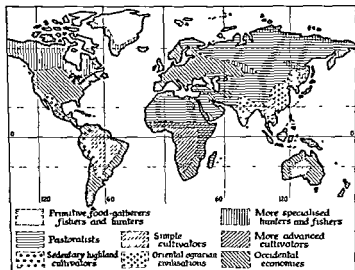 0
0
120
60
0
60
120
Primitive food-gatherers
fishers and hunters
More specialised
hunters and fishers
Pastoralists
Simple
cultivators
More advanced
cultivators
Sedentary highland
cultivators
Oriental agrarian
civilisations
Occidental
economies